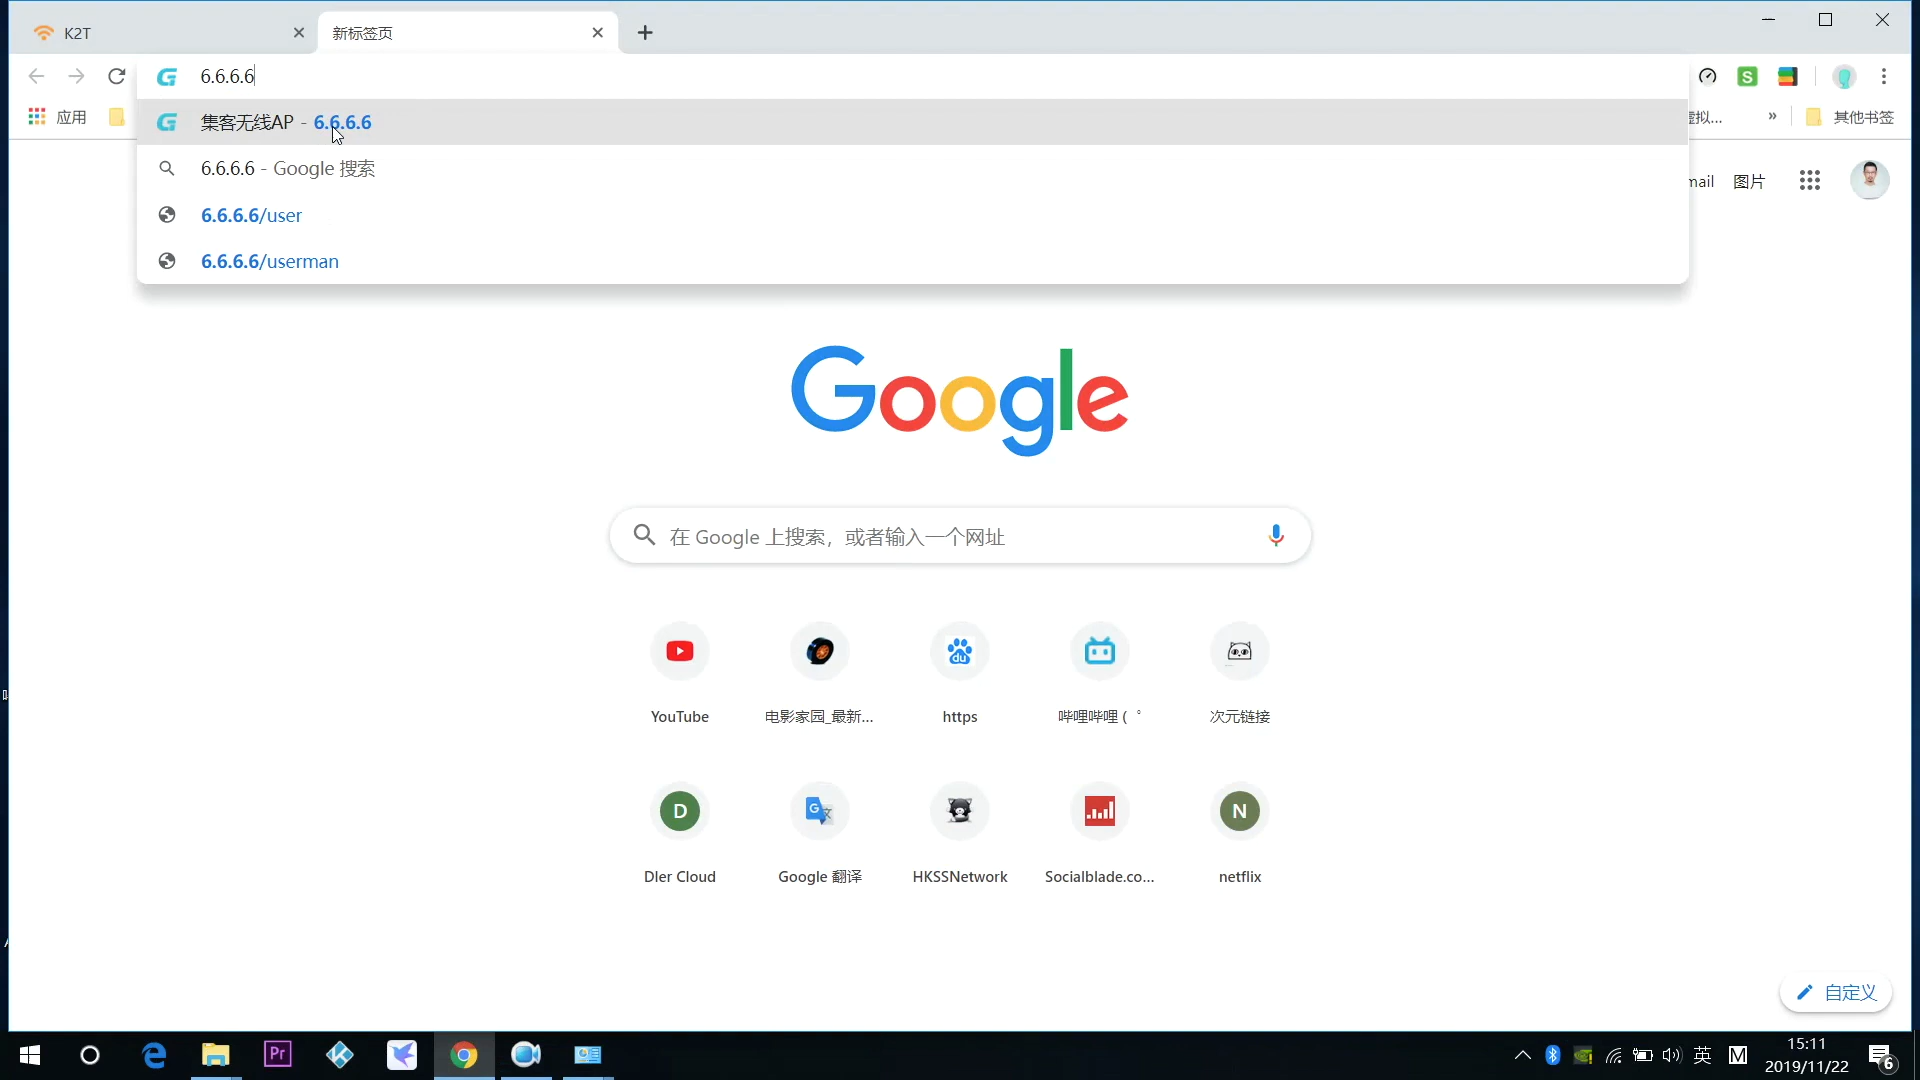 K2T
新标签页
6.6.6.6
应用
集客无线AP - 6.6.6.6
6.6.6.6 - Google 搜索
6.6.6.6/user
6.6.6.6/userman
虚拟...
»
其他书签
mail
图片
Google
在 Google 上搜索，或者输入一个网址
YouTube
电影家园_最新...
https
哔哩哔哩 ( ゜
次元链接
D
N
Dler Cloud
Google 翻译
HKSSNetwork
Socialblade.co...
netflix
自定义
Pr
英
M
15:11
2019/11/22
6